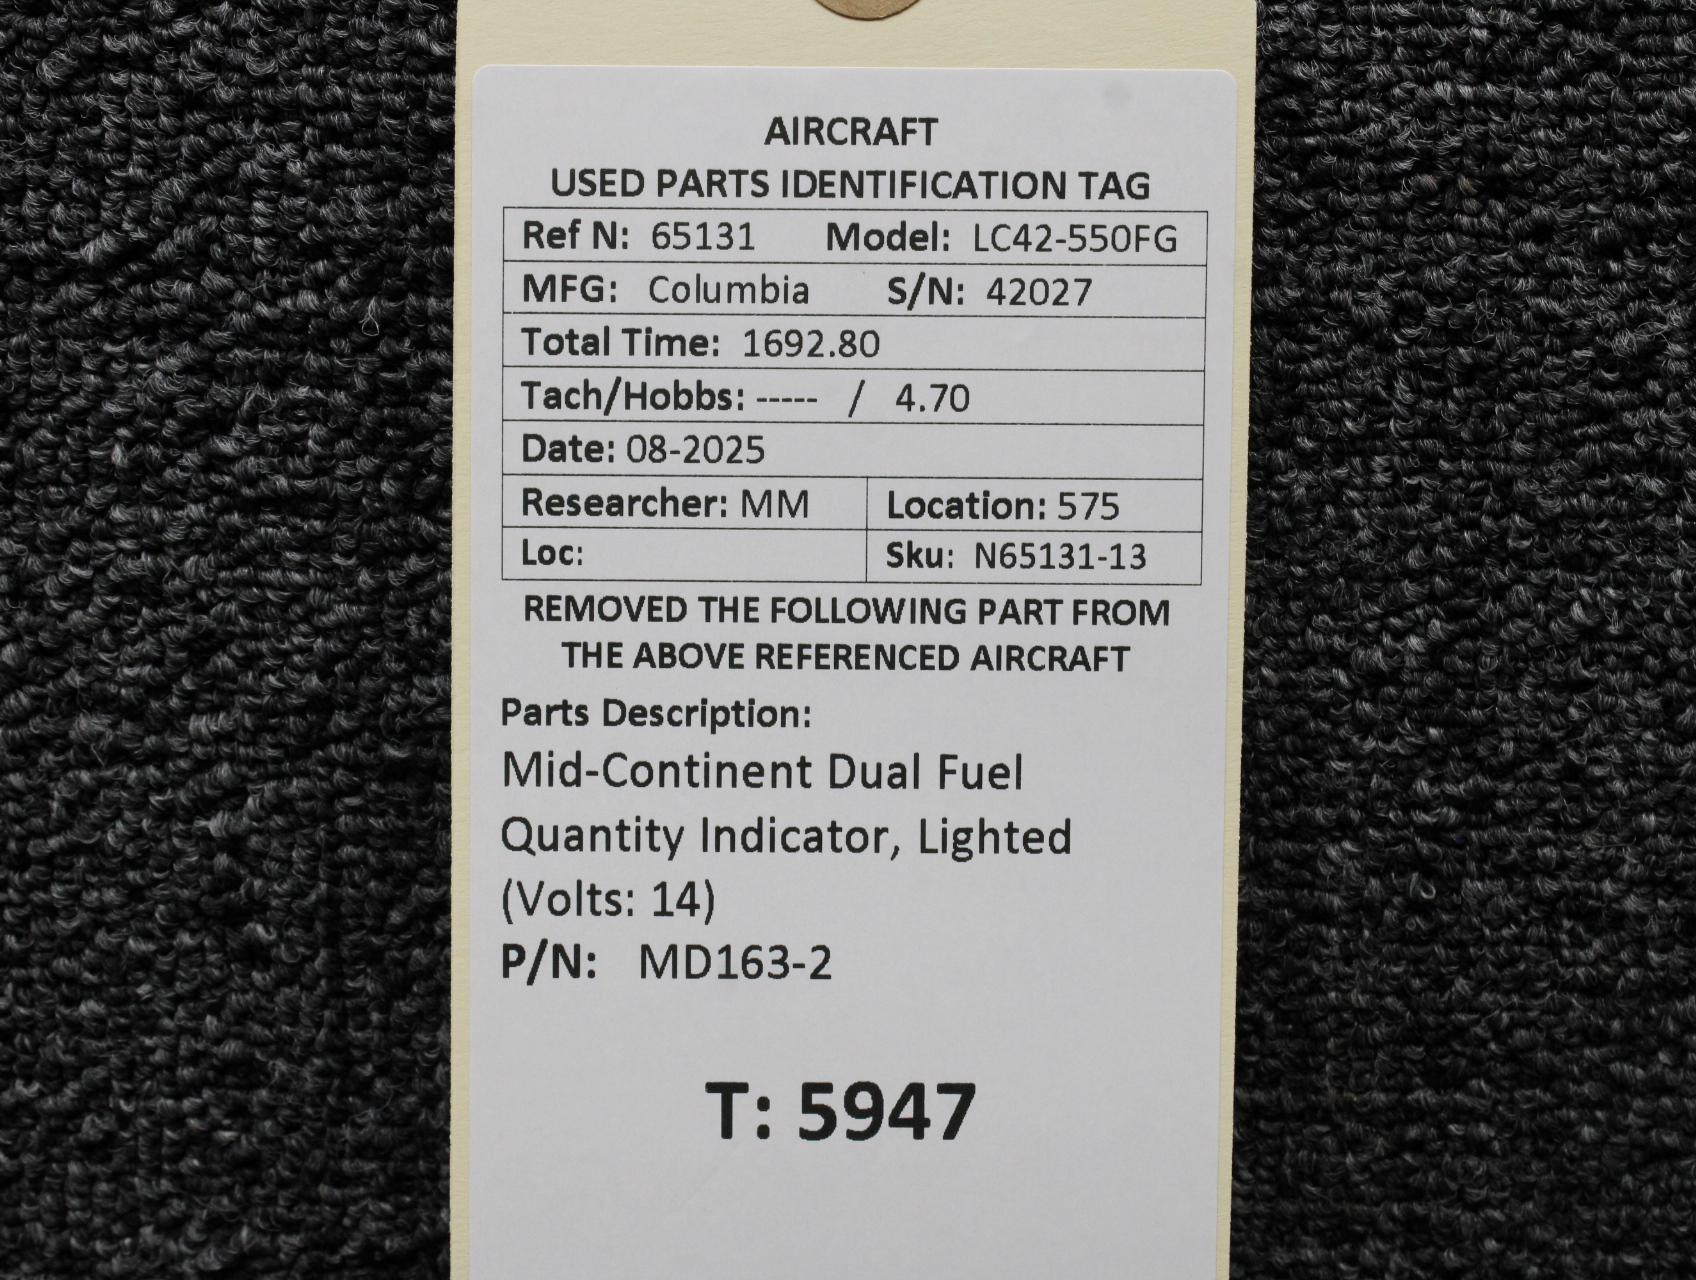 AIRCRAFT
USED PARTS IDENTIFICATION TAG
Ref N: 65131 Model: LC42-550FG
MFG: Columbia S/N: 42027
Total Time: 1692.80
Tach/Hobbs: ----- / 4.70
Date: 08-2025
Researcher: MM Location: 575
Loc: Sku: N65131-13
REMOVED THE FOLLOWING PART FROM
THE ABOVE REFERENCED AIRCRAFT
Parts Description:
Mid-Continent Dual Fuel
Quantity Indicator, Lighted
(Volts: 14)
P/N: MD163-2
T: 5947